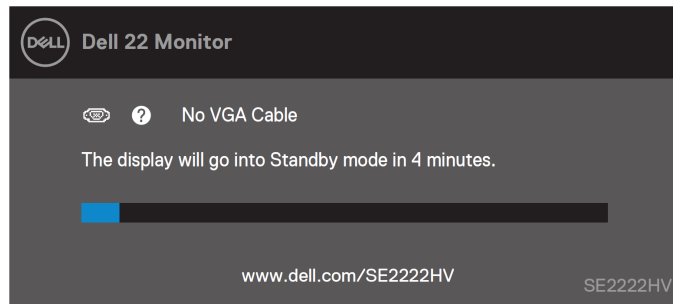 DELL Dell 22 Monitor
? No VGA Cable
The display will go into Standby mode in 4 minutes.
www.dell.com/SE2222HV
SE2222HV